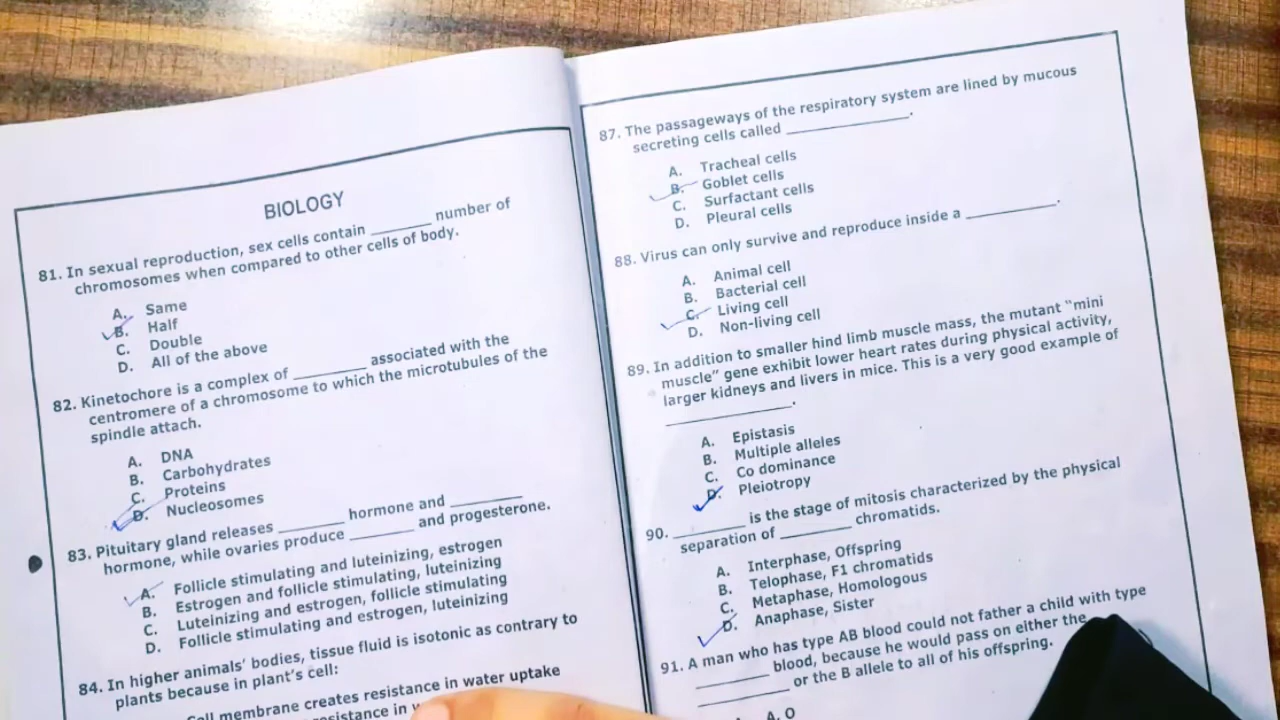 BIOLOGY
81. In sexual reproduction, sex cells contain ________ number of
chromosomes when compared to other cells of body.
A. Same
B. Half
C. Double
D. All of the above
82. Kinetochore is a complex of ________ associated with the
centromere of a chromosome to which the microtubules of the
spindle attach.
A. DNA
B. Carbohydrates
C. Proteins
D. Nucleosomes
83. Pituitary gland releases ________ hormone and ________
hormone, while ovaries produce ________ and progesterone.
A. Follicle stimulating and luteinizing, estrogen
B. Estrogen and follicle stimulating, luteinizing
C. Luteinizing and estrogen, follicle stimulating
D. Follicle stimulating and estrogen, luteinizing
84. In higher animals' bodies, tissue fluid is isotonic as contrary to
plants because in plant's cell:
Cell membrane creates resistance in water uptake
87. The passageways of the respiratory system are lined by mucous
secreting cells called ______________.
A. Tracheal cells
B. Goblet cells
C. Surfactant cells
D. Pleural cells
88. Virus can only survive and reproduce inside a __________.
A. Animal cell
B. Bacterial cell
C. Living cell
D. Non-living cell
89. In addition to smaller hind limb muscle mass, the mutant "mini
muscle" gene exhibit lower heart rates during physical activity,
larger kidneys and livers in mice. This is a very good example of
______________.
A. Epistasis
B. Multiple alleles
C. Co dominance
D. Pleiotropy
90. ________ is the stage of mitosis characterized by the physical
separation of ________ chromatids.
A. Interphase, Offspring
B. Telophase, F1 chromatids
C. Metaphase, Homologous
D. Anaphase, Sister
91. A man who has type AB blood could not father a child with type
________ blood, because he would pass on either the
__________ or the B allele to all of his offspring.
A, O